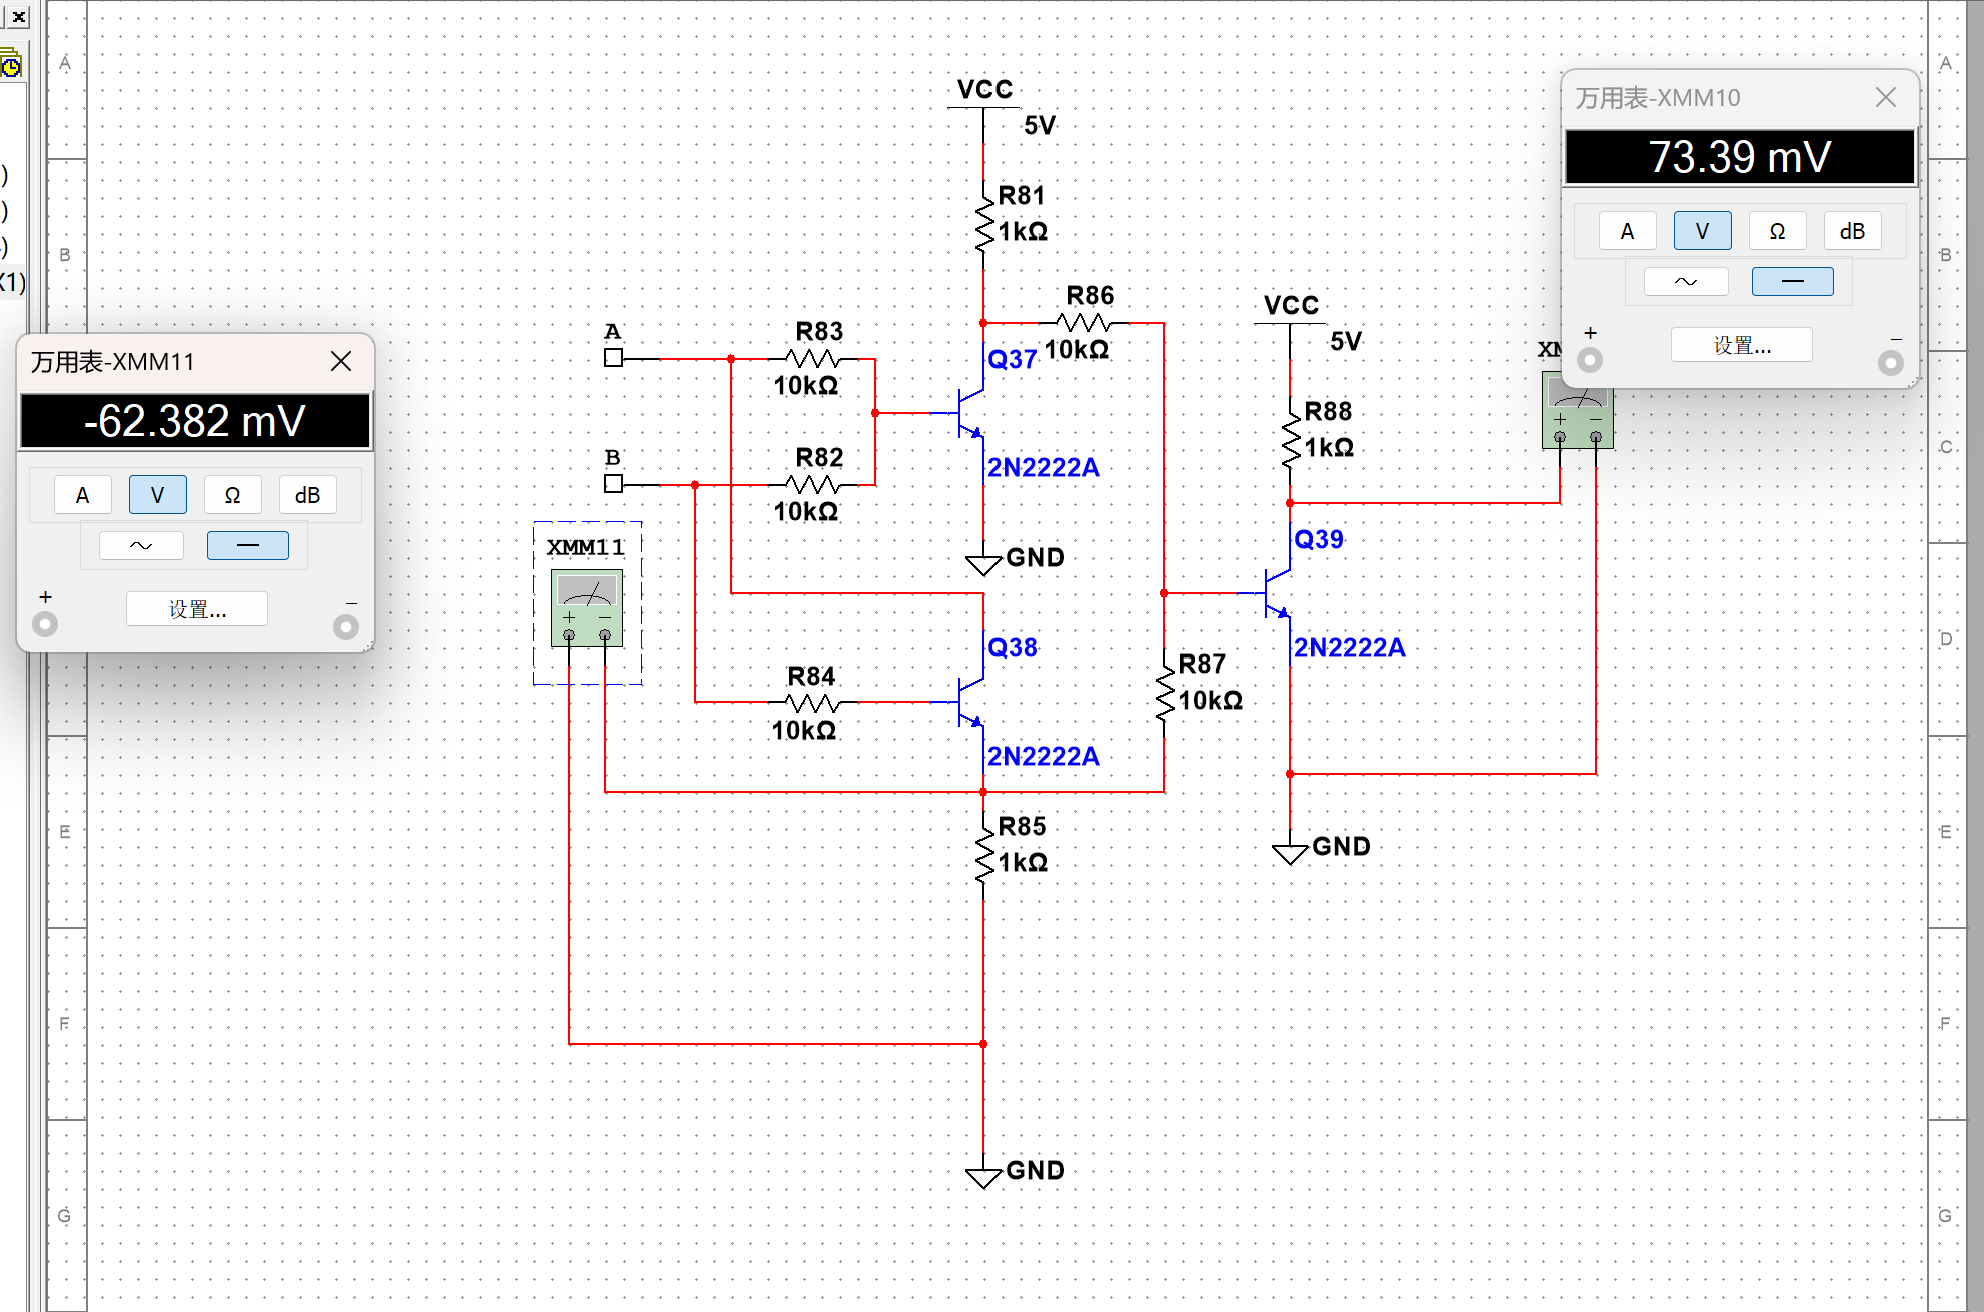 A
A
VCC
5V
万用表-XMM10
73.39 mV
R81
1kΩ
)
)
)
X1)
A
V
Ω
dB
B
B
~
—
R86
10kΩ
VCC
5V
+
−
设置...
A
R83
10kΩ
Q37
2N2222A
万用表-XMM11
-62.382 mV
A
V
Ω
dB
~
—
+
−
设置...
B
R82
10kΩ
R88
1kΩ
XM
+ −
C
GND
XMM11
+ −
Q39
2N2222A
Q38
2N2222A
R84
10kΩ
R87
10kΩ
D
R85
1kΩ
GND
E
E
F
F
GND
G
G